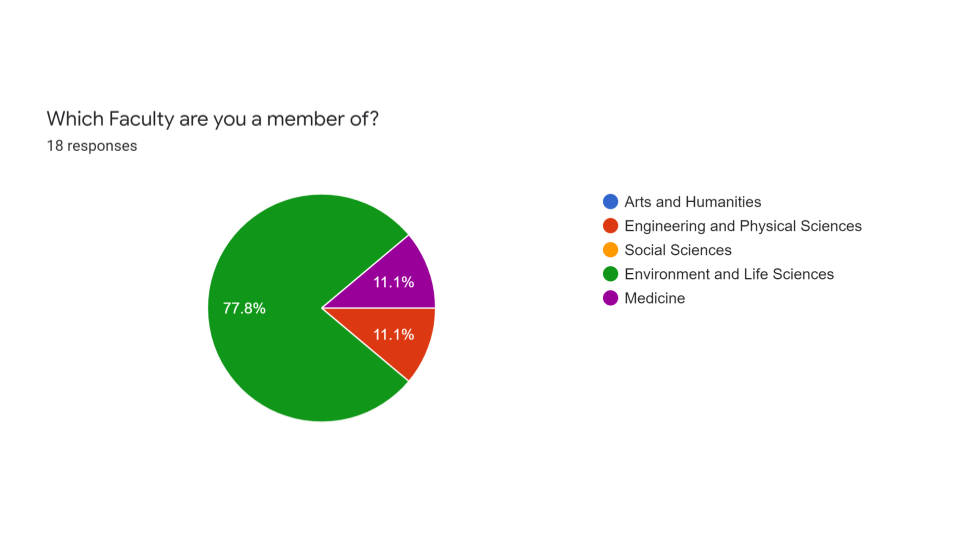 Which Faculty are you a member of?
18 responses
Arts and Humanities
Engineering and Physical Sciences
Social Sciences
Environment and Life Sciences
Medicine
11.1%
77.8%
11.1%